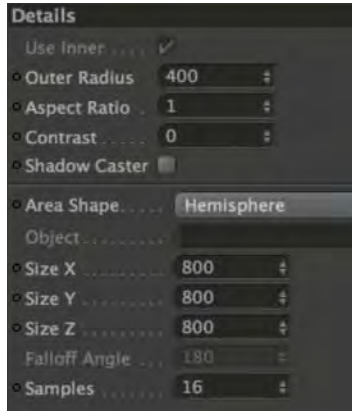 Details
Use Inner ....
Outer Radius 400
Aspect Ratio . 1
Contrast .... 0
Shadow Caster
Area Shape..... Hemisphere
Object.........
Size X ........ 800
Size Y ........ 800
Size Z ........ 800
Falloff Angle ... 180
Samples ...... 16